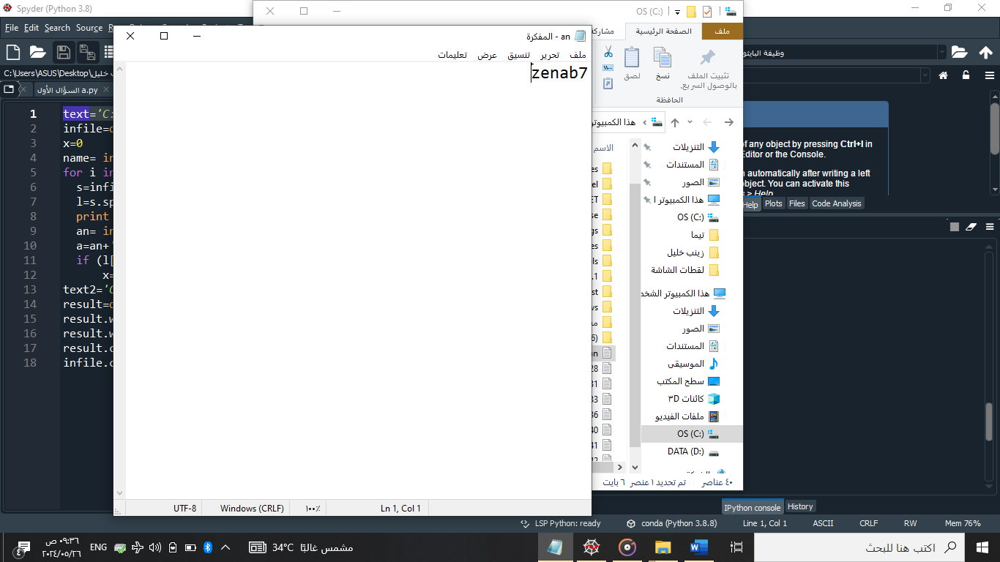 Spyder (Python 3.8)
File Edit Search Source
C:\Users\ASUS\Desktop\
السؤال الأول a.py
1 text='C:
2 infile=
3 x=0
4 name= in
5 for i in
6 s=infi
7 l=s.sp
8 print
9 an= in
10 a=an+'
11 if (l[
12 x=
13 text2='C
14 result=
15 result.w
16 result.w
17 result.c
18 infile.c
an - المفكرة
ملف تحرير تنسيق عرض تعليمات
zenab7
UTF-8 Windows (CRLF) ١٠٠٪ Ln 1, Col 1
OS (C:)
ملف الصفحة الرئيسية مشاركة
تثبيت الملف بالوصول السريع.
نسخ
لصق
الحافظة
هذا الكمبيوتر
الاسم
التنزيلات
المستندات
الصور
هذا الكمبيوتر ا
OS (C:)
تيما
زينب خليل
لقطات الشاشة
هذا الكمبيوتر الشخص
التنزيلات
الصور
المستندات
الموسيقى
سطح المكتب
كائنات ٣D
ملفات الفيديو
OS (C:)
DATA (D:)
٤٠ عناصر تم تحديد ١ عنصر ٦ بايت
of any object by pressing Ctrl+I in
Editor or the Console.
n automatically after writing a left
object. You can activate this
s > Help.
Help Plots Files Code Analysis
IPython console History
LSP Python: ready conda (Python 3.8.8) Line 1, Col 1 ASCII CRLF RW Mem 76%
اكتب هنا للبحث
مشمس غالبًا 34°C
ENG
٠٩:٣٦ ص
٢٠٢٤/٠٥/٢٦
٤